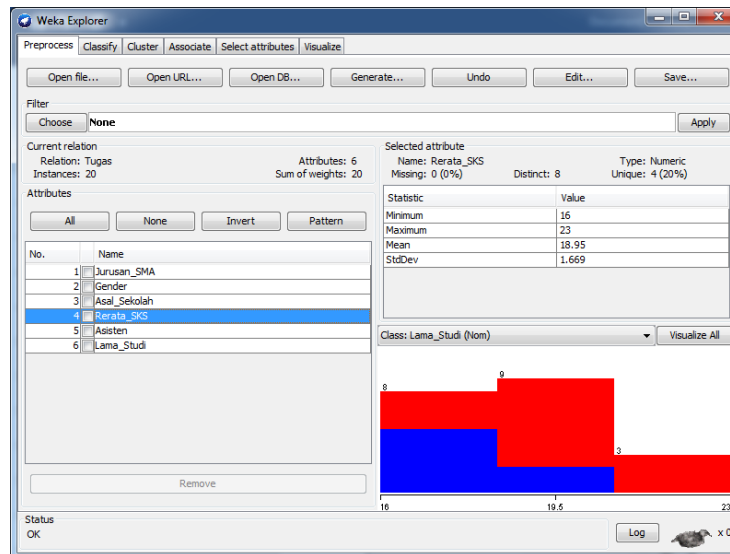 Weka Explorer
Preprocess Classify Cluster Associate Select attributes Visualize
Open file... Open URL... Open DB... Generate... Undo Edit... Save...
Filter
Choose None Apply
Current relation
Relation: Tugas Attributes: 6
Instances: 20 Sum of weights: 20
Attributes
All None Invert Pattern
No. Name
1 Jurusan_SMA
2 Gender
3 Asal_Sekolah
4 Rerata_SKS
5 Asisten
6 Lama_Studi
Remove
Selected attribute
Name: Rerata_SKS Type: Numeric
Missing: 0 (0%) Distinct: 8 Unique: 4 (20%)
Statistic Value
Minimum 16
Maximum 23
Mean 18.95
StdDev 1.669
Class: Lama_Studi (Nom) Visualize All
8
9
3
16 19.5 23
Status
OK
Log x 0